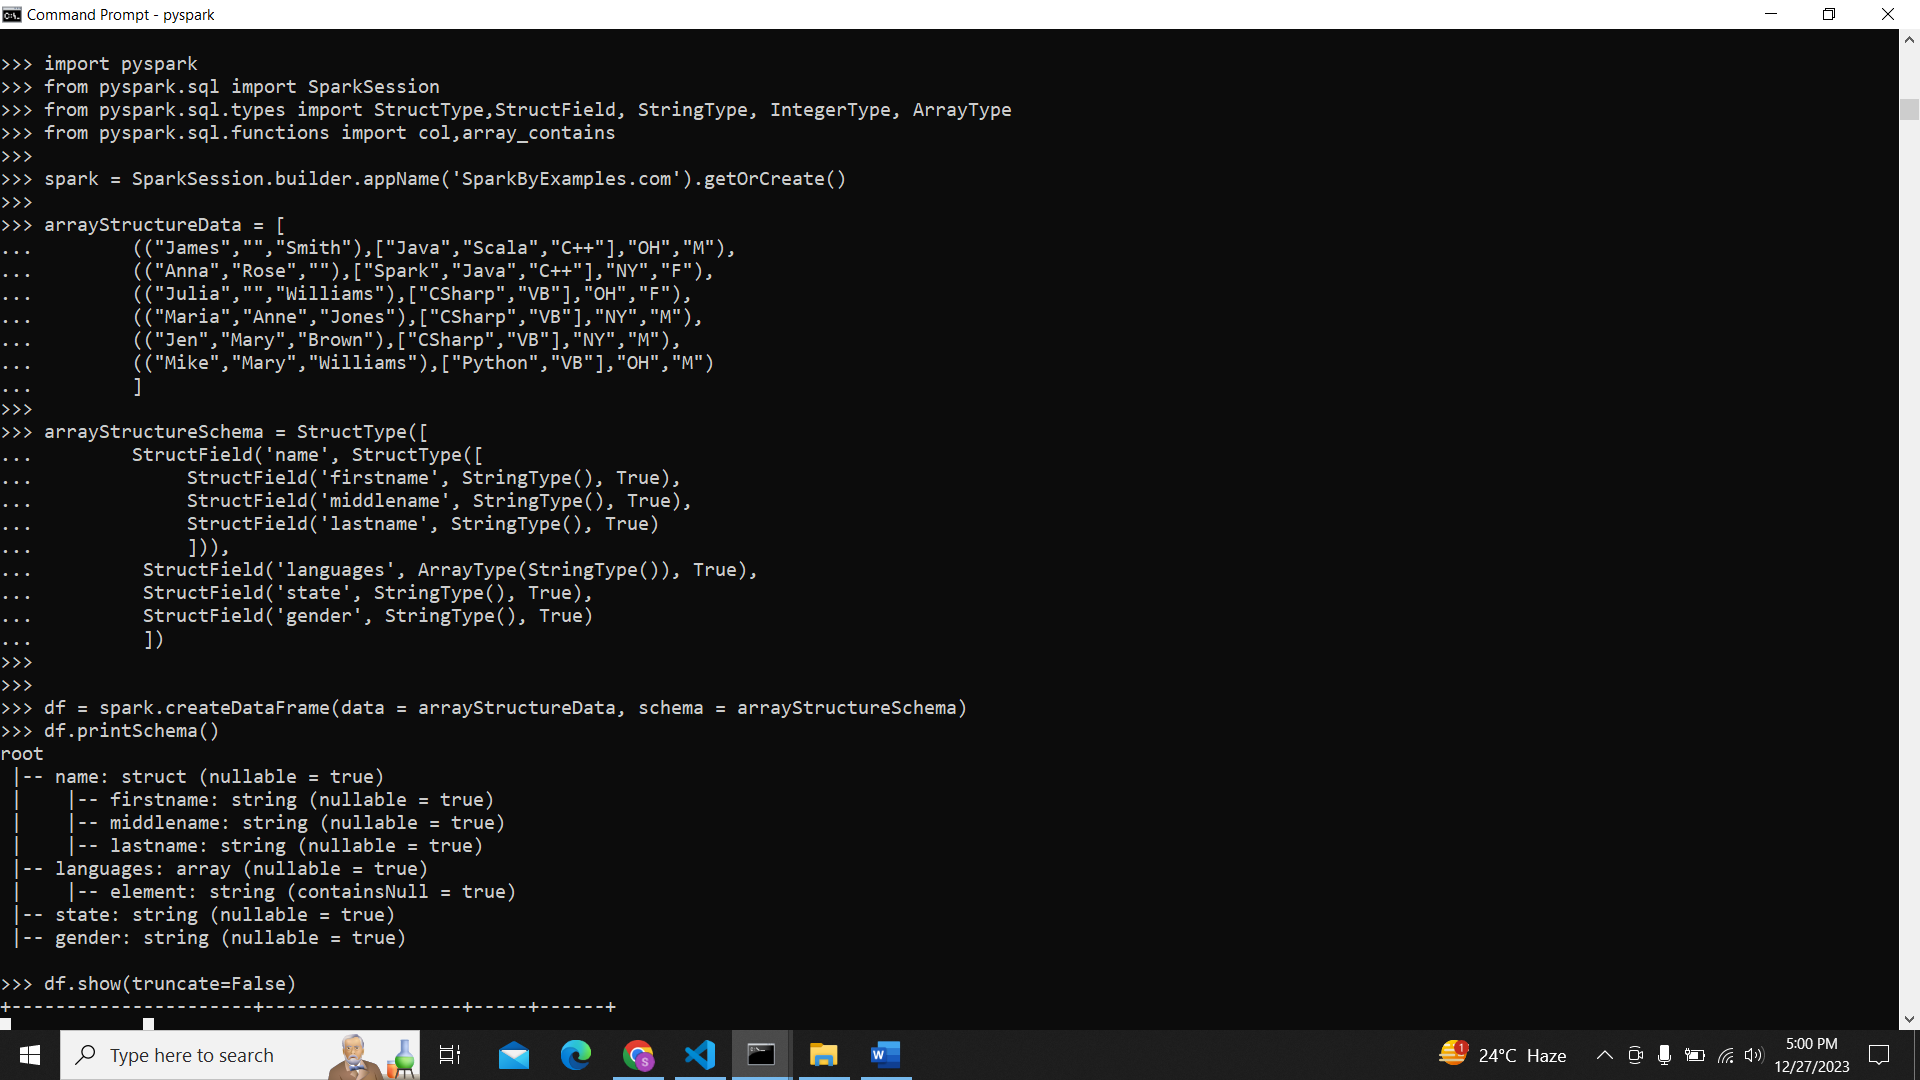 Command Prompt - pyspark
>>> import pyspark
>>> from pyspark.sql import SparkSession
>>> from pyspark.sql.types import StructType,StructField, StringType, IntegerType, ArrayType
>>> from pyspark.sql.functions import col,array_contains
>>>
>>> spark = SparkSession.builder.appName('SparkByExamples.com').getOrCreate()
>>>
>>> arrayStructureData = [
...         (("James","","Smith"),["Java","Scala","C++"],"OH","M"),
...         (("Anna","Rose",""),["Spark","Java","C++"],"NY","F"),
...         (("Julia","","Williams"),["CSharp","VB"],"OH","F"),
...         (("Maria","Anne","Jones"),["CSharp","VB"],"NY","M"),
...         (("Jen","Mary","Brown"),["CSharp","VB"],"NY","M"),
...         (("Mike","Mary","Williams"),["Python","VB"],"OH","M")
...         ]
>>>
>>> arrayStructureSchema = StructType([
...         StructField('name', StructType([
...              StructField('firstname', StringType(), True),
...              StructField('middlename', StringType(), True),
...              StructField('lastname', StringType(), True)
...              ])),
...          StructField('languages', ArrayType(StringType()), True),
...          StructField('state', StringType(), True),
...          StructField('gender', StringType(), True)
...          ])
>>>
>>>
>>> df = spark.createDataFrame(data = arrayStructureData, schema = arrayStructureSchema)
>>> df.printSchema()
root
 |-- name: struct (nullable = true)
 |    |-- firstname: string (nullable = true)
 |    |-- middlename: string (nullable = true)
 |    |-- lastname: string (nullable = true)
 |-- languages: array (nullable = true)
 |    |-- element: string (containsNull = true)
 |-- state: string (nullable = true)
 |-- gender: string (nullable = true)

>>> df.show(truncate=False)
+----------------------+------------------+-----+------+
Type here to search
1
24°C Haze
5:00 PM
12/27/2023